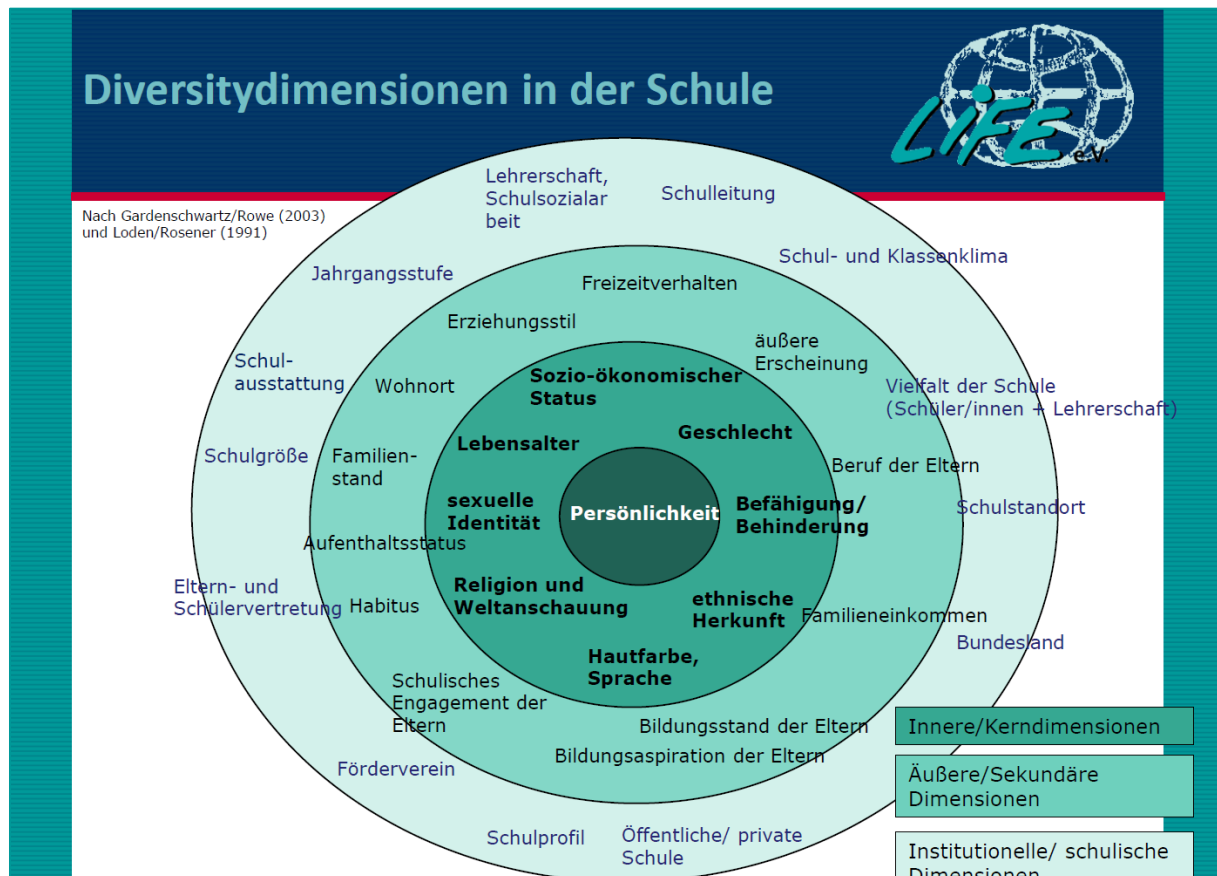 Diversitydimensionen in der Schule
LiFE e.V.
Nach Gardenschwartz/Rowe (2003)
und Loden/Rosener (1991)
Lehrerschaft,
Schulsozialar
beit
Schulleitung
Schul- und Klassenklima
Jahrgangsstufe
Freizeitverhalten
Erziehungsstil
äußere
Erscheinung
Schul-
ausstattung
Wohnort
Sozio-ökonomischer
Status
Vielfalt der Schule
(Schüler/innen + Lehrerschaft)
Lebensalter
Geschlecht
Schulgröße
Familien-
stand
Beruf der Eltern
sexuelle
Identität
Persönlichkeit
Befähigung/
Behinderung
Schulstandort
Aufenthaltsstatus
Eltern- und
Schülervertretung
Habitus
Religion und
Weltanschauung
ethnische
Herkunft
Familieneinkommen
Bundesland
Hautfarbe,
Sprache
Schulisches
Engagement der
Eltern
Bildungsstand der Eltern
Bildungsaspiration der Eltern
Förderverein
Schulprofil
Öffentliche/ private
Schule
Innere/Kerndimensionen
Äußere/Sekundäre
Dimensionen
Institutionelle/ schulische
Dimensionen